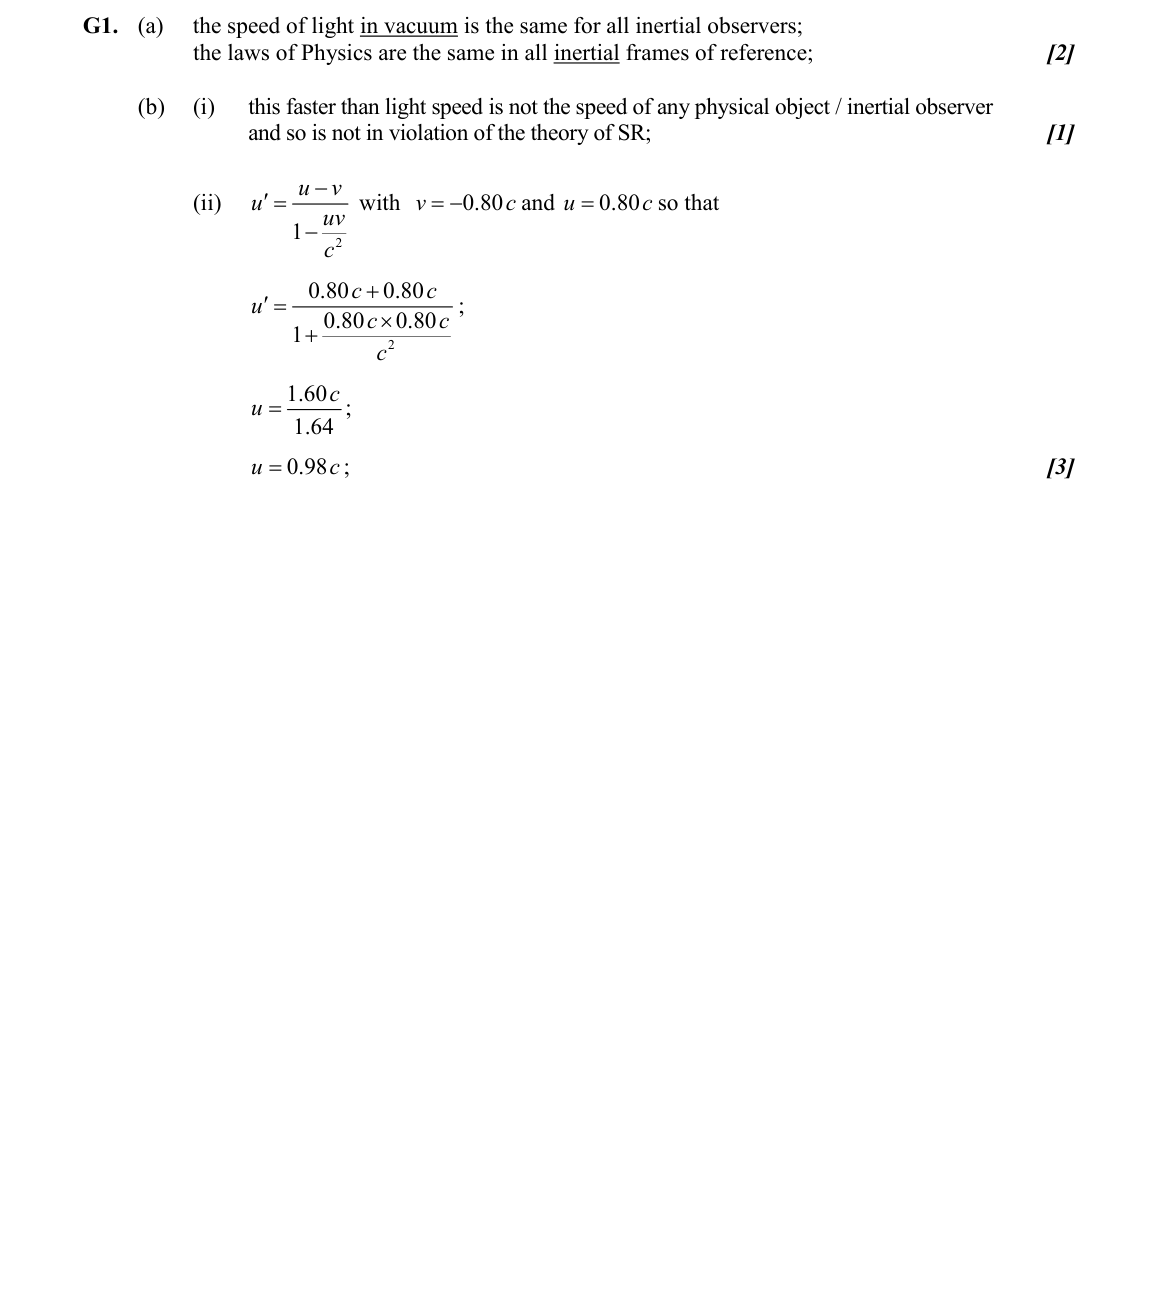 G1. (a) the speed of light in vacuum is the same for all inertial observers;
the laws of Physics are the same in all inertial frames of reference; [2]
(b) (i) this faster than light speed is not the speed of any physical object / inertial observer
and so is not in violation of the theory of SR; [1]
(ii) u′ = (u − v) / (1 − uv/c²) with v = −0.80c and u = 0.80c so that
u′ = (0.80c + 0.80c) / (1 + (0.80c × 0.80c)/c²) ;
u = 1.60c / 1.64 ;
u = 0.98c ; [3]